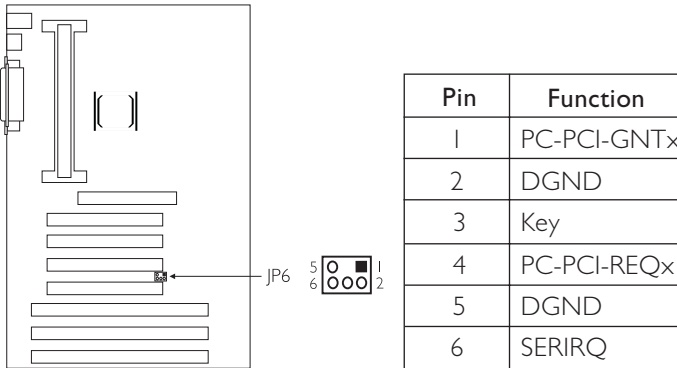 JP6
5 1
6 2
Pin Function
1 PC-PCI-GNTx
2 DGND
3 Key
4 PC-PCI-REQx
5 DGND
6 SERIRQ